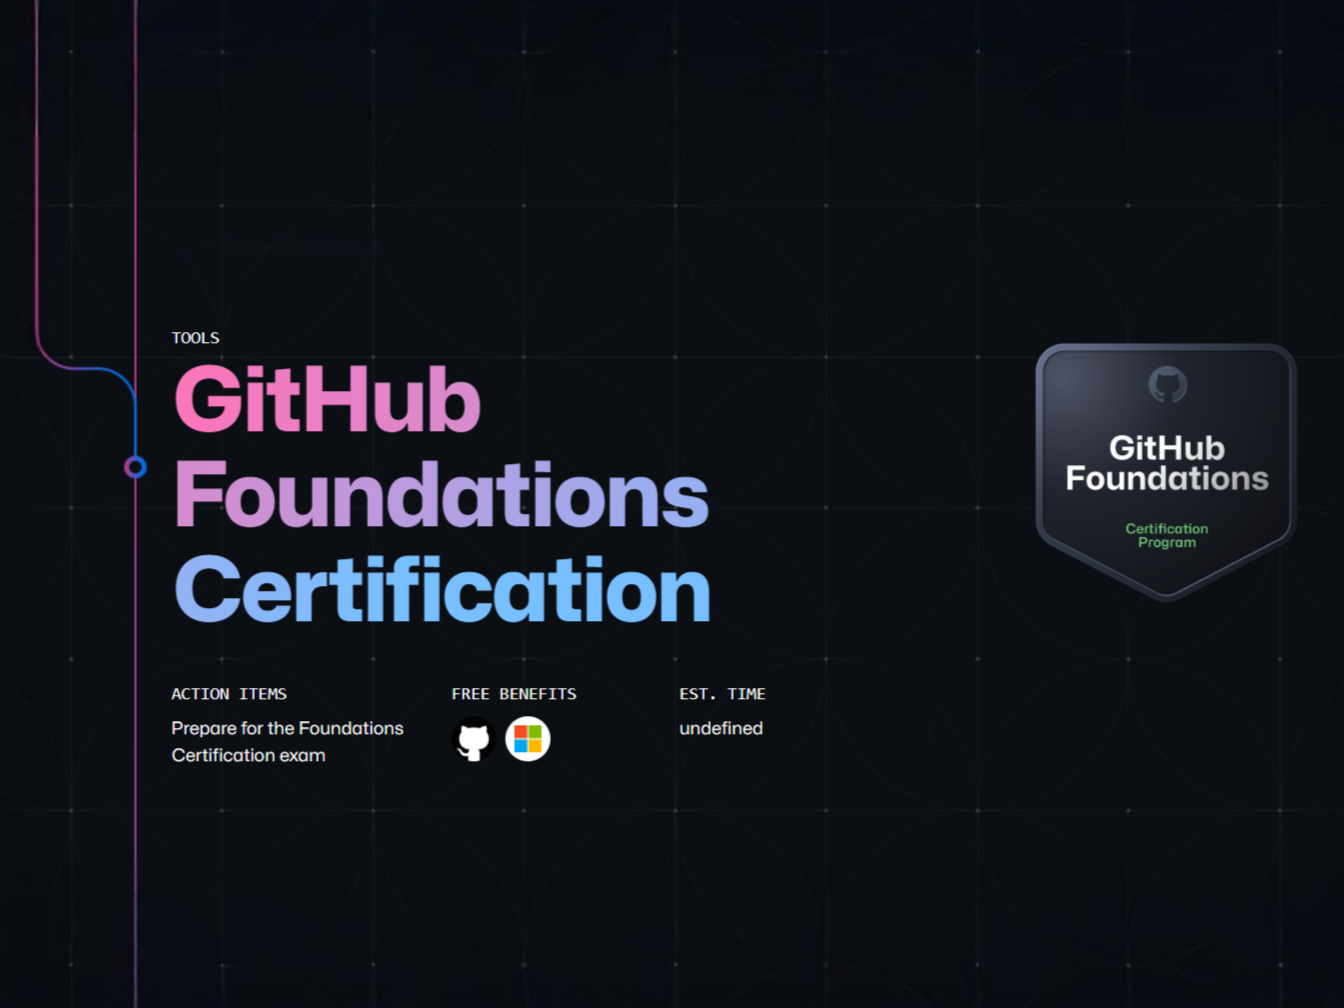 TOOLS
GitHub
Foundations
Certification
ACTION ITEMS
Prepare for the Foundations
Certification exam
FREE BENEFITS
EST. TIME
undefined
GitHub
Foundations
Certification
Program